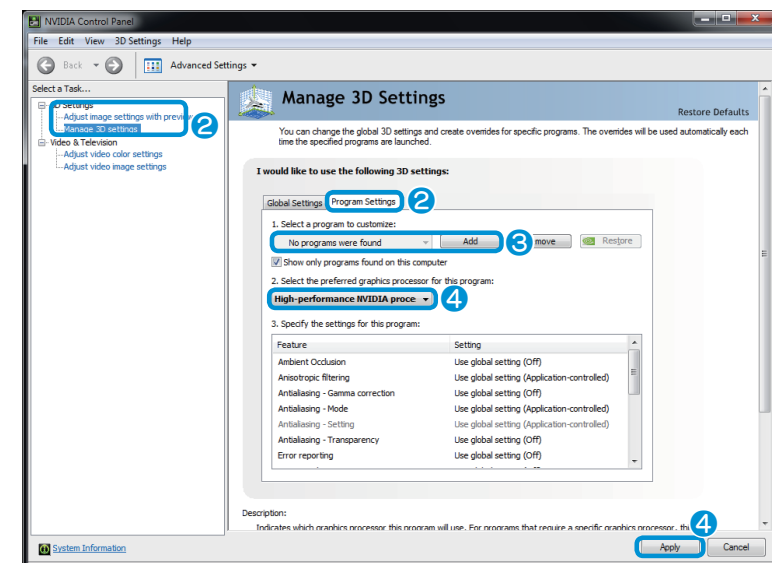 NVIDIA Control Panel
File Edit View 3D Settings Help
Back Advanced Settings
Select a Task...
3D Settings
Adjust image settings with preview
Manage 3D settings
Video & Television
Adjust video color settings
Adjust video image settings
2
Manage 3D Settings
Restore Defaults
You can change the global 3D settings and create overrides for specific programs. The overrides will be used automatically each
time the specified programs are launched.
I would like to use the following 3D settings:
Global Settings Program Settings 2
1. Select a program to customize:
No programs were found Add 3 move Restore
Show only programs found on this computer
2. Select the preferred graphics processor for this program:
High-performance NVIDIA proce 4
3. Specify the settings for this program:
Feature Setting
Ambient Occlusion Use global setting (Off)
Anisotropic filtering Use global setting (Application-controlled)
Antialiasing - Gamma correction Use global setting (Off)
Antialiasing - Mode Use global setting (Application-controlled)
Antialiasing - Setting Use global setting (Application-controlled)
Antialiasing - Transparency Use global setting (Off)
Error reporting Use global setting (Off)
Description:
Indicates which graphics processor this program will use. For programs that require a specific graphics processor, th
4
System Information
Apply Cancel